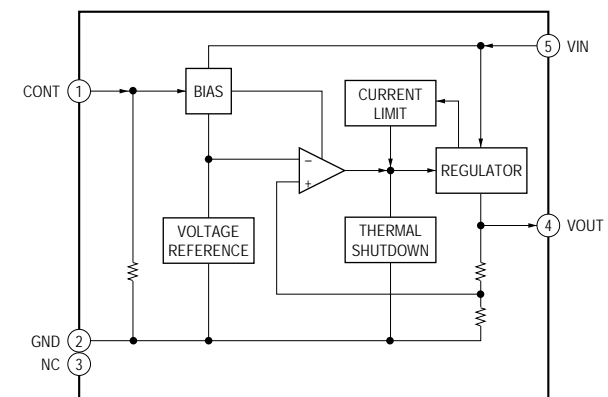 5 VIN
CONT 1
BIAS
CURRENT
LIMIT
−
+
REGULATOR
VOLTAGE
REFERENCE
THERMAL
SHUTDOWN
4 VOUT
GND 2
NC 3